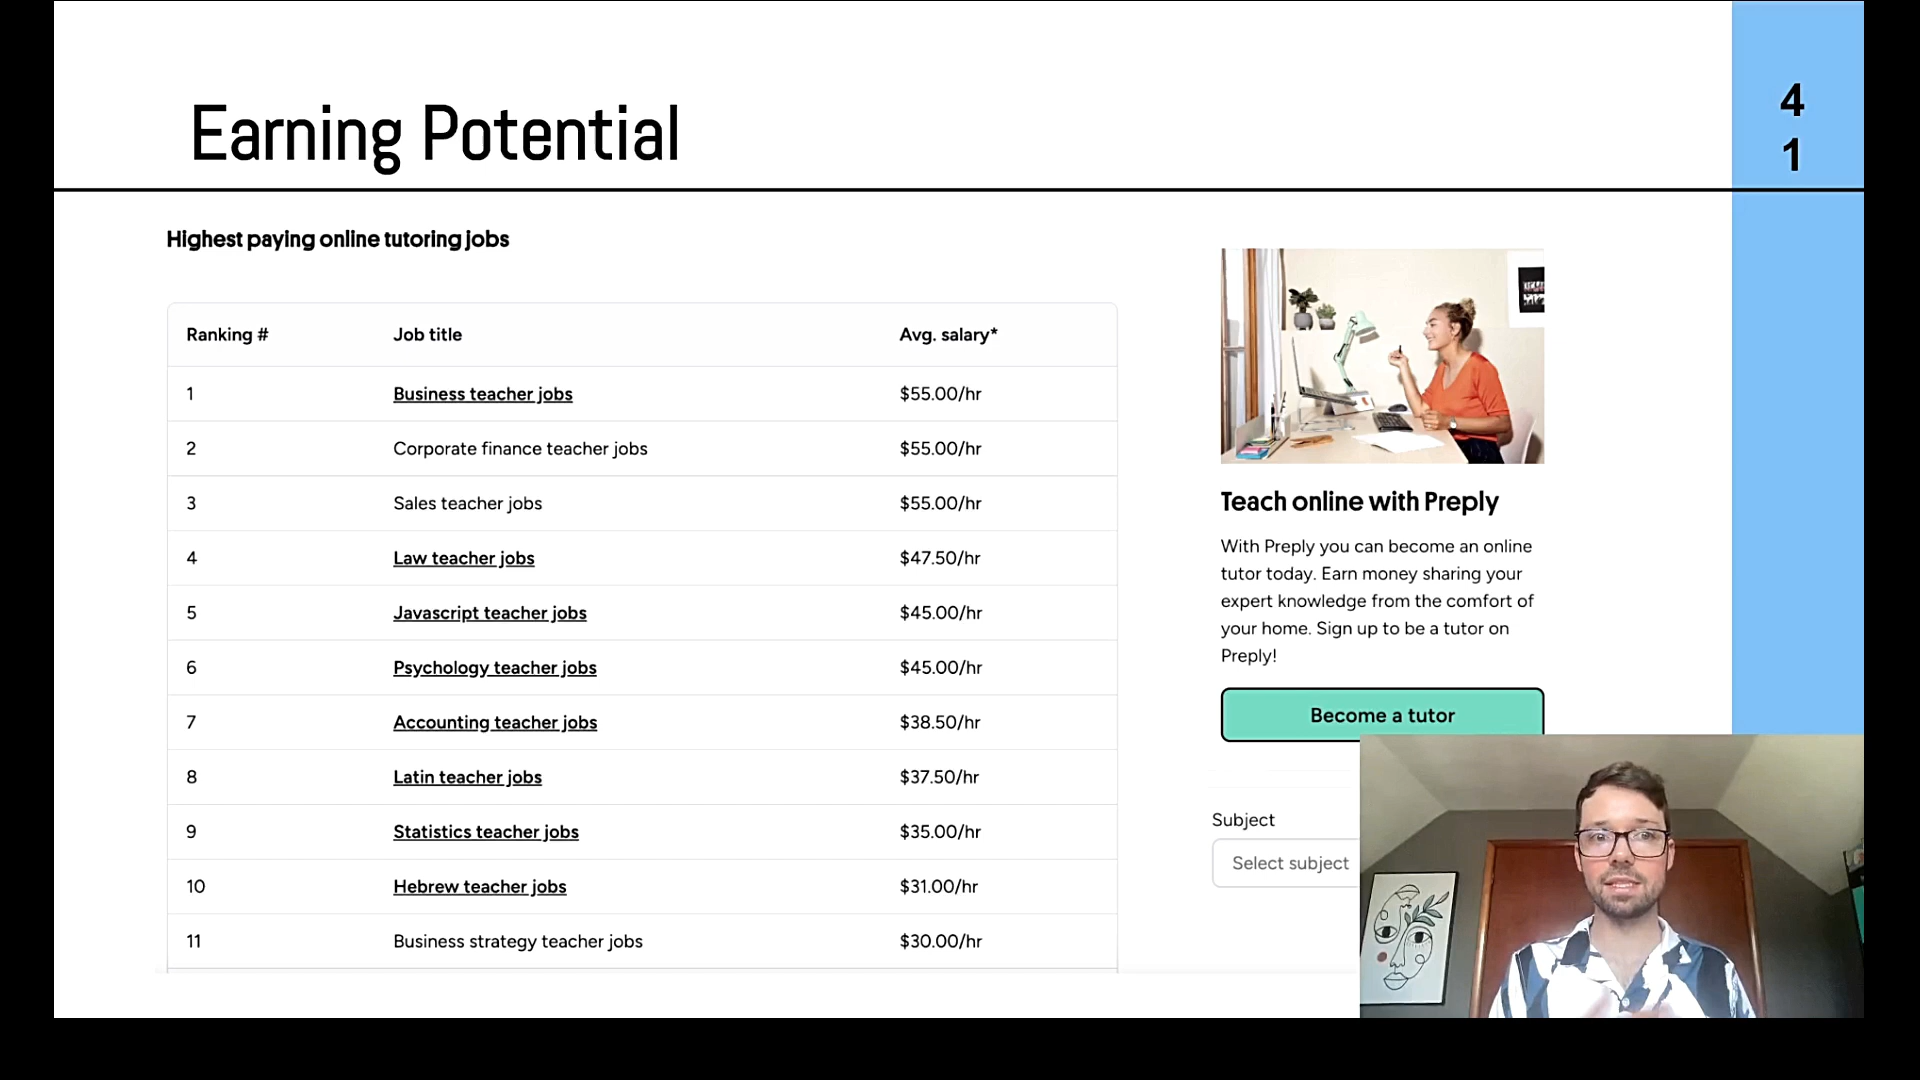 Earning Potential
4
1
Highest paying online tutoring jobs
Ranking # Job title Avg. salary*
1 Business teacher jobs $55.00/hr
2 Corporate finance teacher jobs $55.00/hr
3 Sales teacher jobs $55.00/hr
4 Law teacher jobs $47.50/hr
5 Javascript teacher jobs $45.00/hr
6 Psychology teacher jobs $45.00/hr
7 Accounting teacher jobs $38.50/hr
8 Latin teacher jobs $37.50/hr
9 Statistics teacher jobs $35.00/hr
10 Hebrew teacher jobs $31.00/hr
11 Business strategy teacher jobs $30.00/hr
Teach online with Preply
With Preply you can become an online
tutor today. Earn money sharing your
expert knowledge from the comfort of
your home. Sign up to be a tutor on
Preply!
Become a tutor
Subject
Select subject